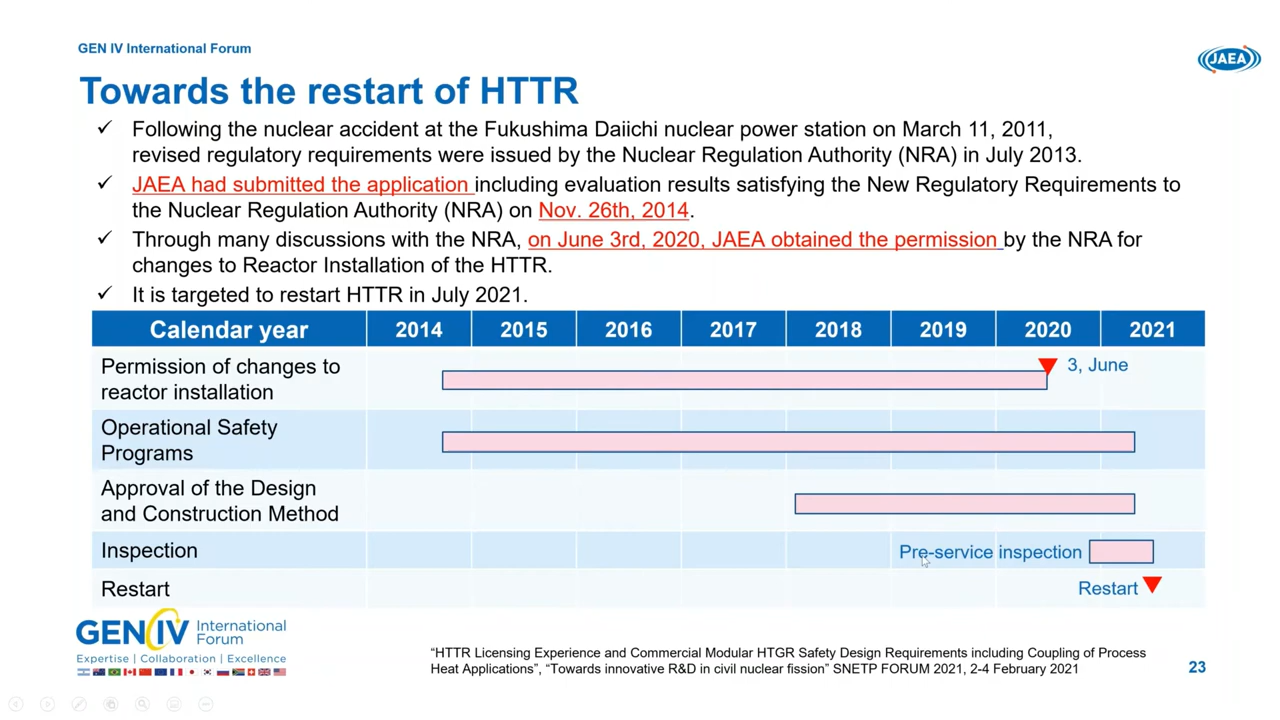 GEN IV International Forum
JAEA
Towards the restart of HTTR
✓ Following the nuclear accident at the Fukushima Daiichi nuclear power station on March 11, 2011,
revised regulatory requirements were issued by the Nuclear Regulation Authority (NRA) in July 2013.
✓ JAEA had submitted the application including evaluation results satisfying the New Regulatory Requirements to
the Nuclear Regulation Authority (NRA) on Nov. 26th, 2014.
✓ Through many discussions with the NRA, on June 3rd, 2020, JAEA obtained the permission by the NRA for
changes to Reactor Installation of the HTTR.
✓ It is targeted to restart HTTR in July 2021.
Calendar year 2014 2015 2016 2017 2018 2019 2020 2021
Permission of changes to
reactor installation
3, June
Operational Safety
Programs
Approval of the Design
and Construction Method
Inspection Pre-service inspection
Restart Restart
GEN IV International
Forum
Expertise | Collaboration | Excellence
“HTTR Licensing Experience and Commercial Modular HTGR Safety Design Requirements including Coupling of Process
Heat Applications”, “Towards innovative R&D in civil nuclear fission” SNETP FORUM 2021, 2-4 February 2021
23